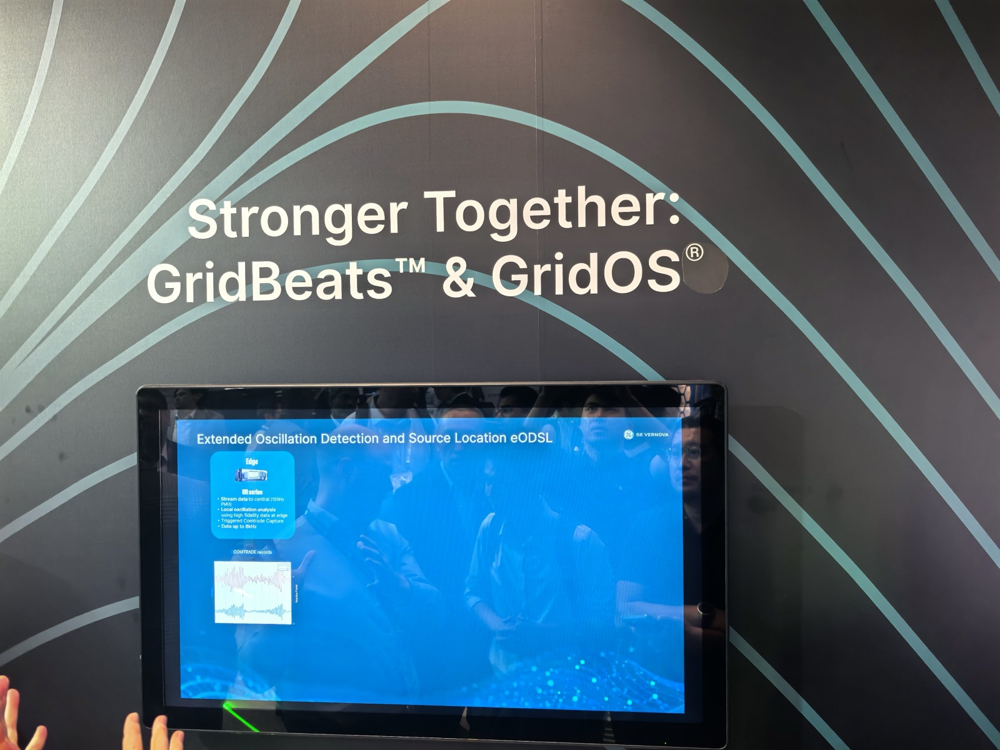 Stronger Together:
GridBeats™ & GridOS®
Extended Oscillation Detection and Source Location eODSL
GE VERNOVA
Edge
UR series
• Stream data to central (120Hz
PMU)
• Local oscillation analysis
using high fidelity data at edge
• Triggered Comtrade Capture
• Data up to 8kHz
COMTRADE records